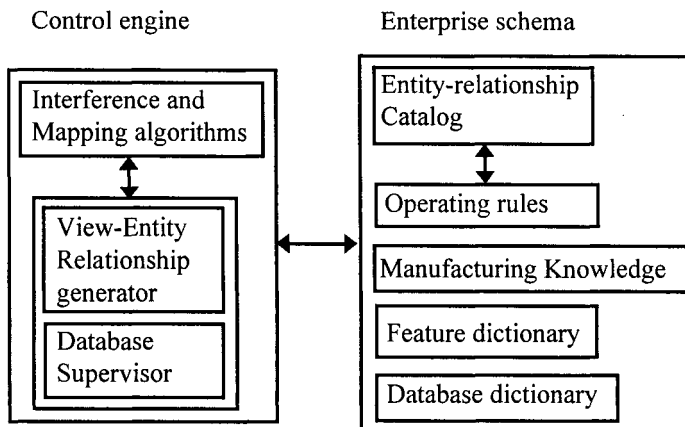 Control engine
Interference and
Mapping algorithms
View-Entity
Relationship
generator
Database
Supervisor
Enterprise schema
Entity-relationship
Catalog
Operating rules
Manufacturing Knowledge
Feature dictionary
Database dictionary